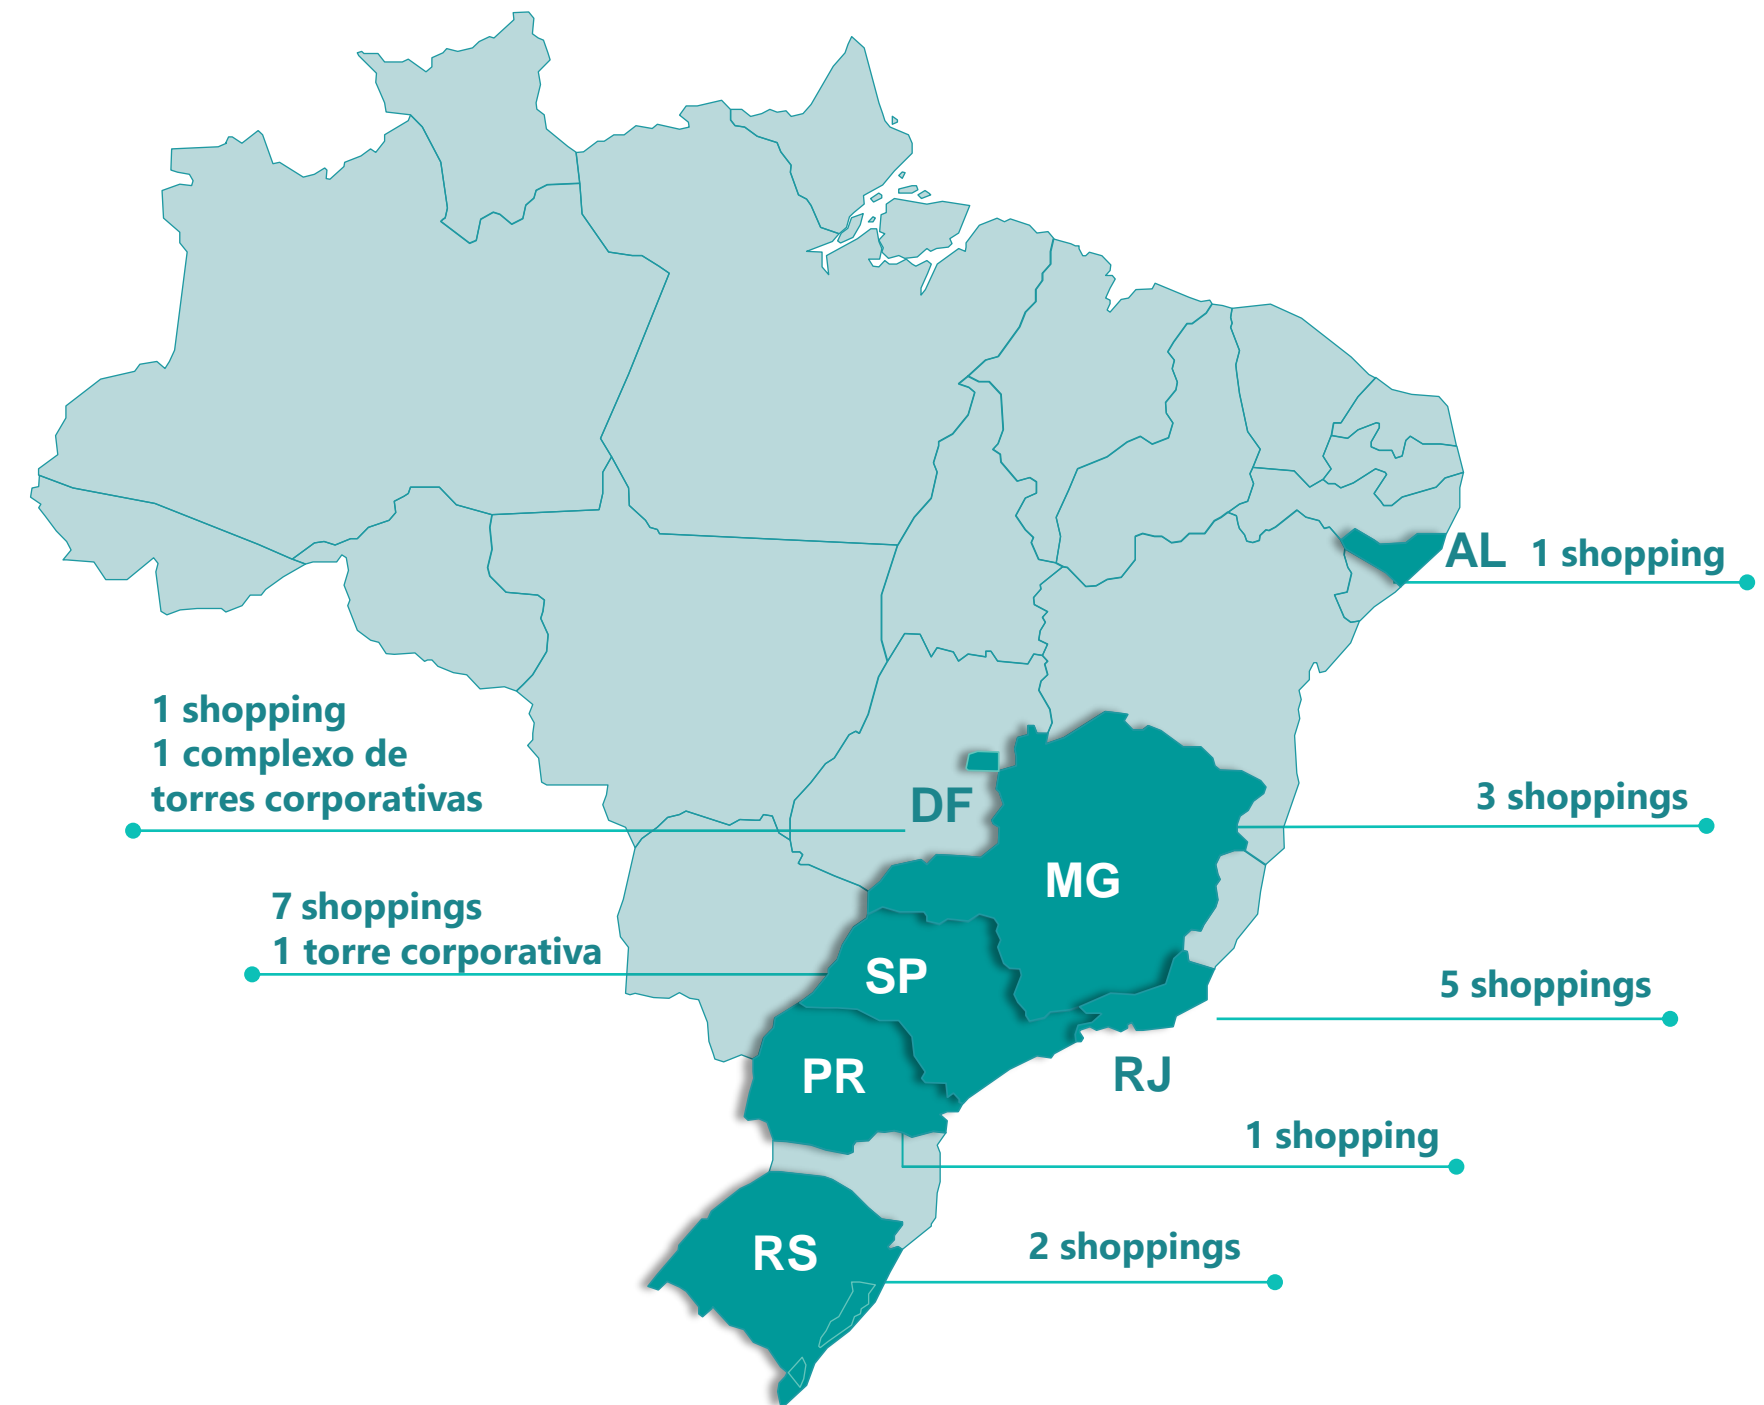 AL 1 shopping
1 shopping
1 complexo de
torres corporativas
DF
3 shoppings
MG
7 shoppings
1 torre corporativa
SP
5 shoppings
RJ
PR
1 shopping
RS
2 shoppings